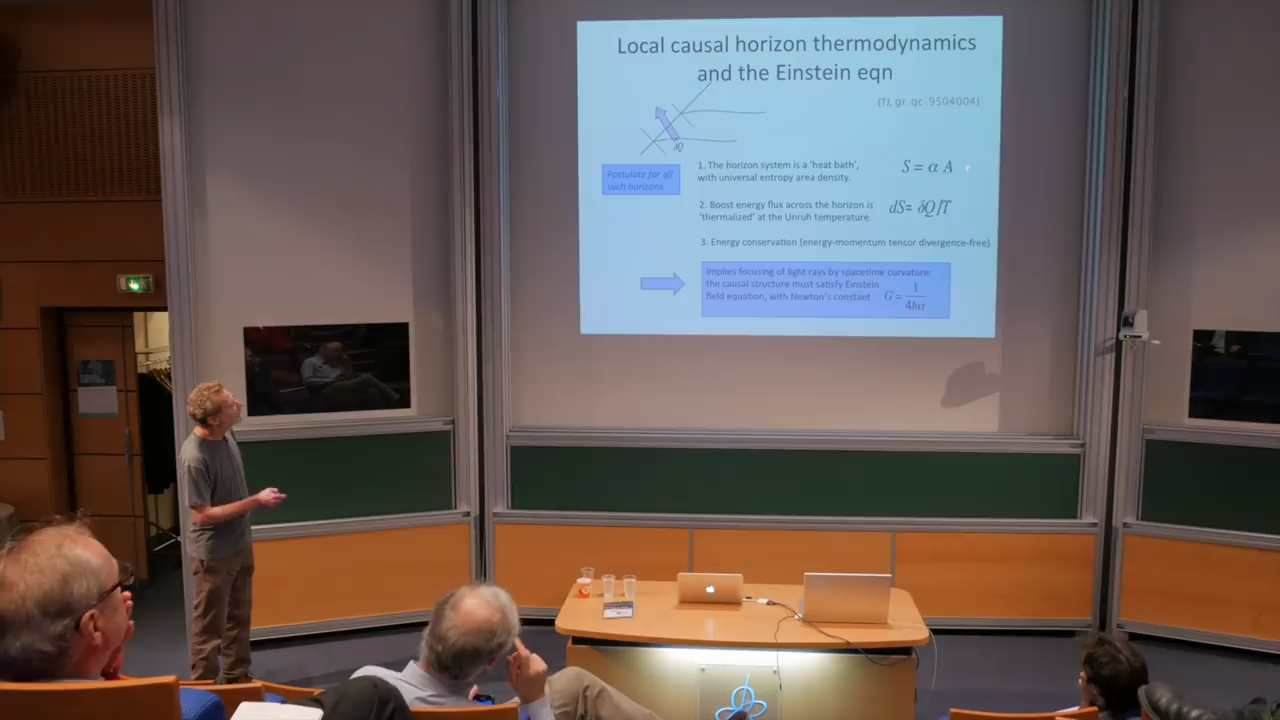 Local causal horizon thermodynamics
and the Einstein eqn
(TJ, gr. qc: 9504004)
δQ
Postulate for all
such horizons
1. The horizon system is a 'heat bath',
with universal entropy area density.
S = α A
2. Boost energy flux across the horizon is
'thermalized' at the Unruh temperature.
dS= δQ/T
3. Energy conservation (energy-momentum tensor divergence-free)
Implies focusing of light rays by spacetime curvature:
the causal structure must satisfy Einstein
field equation, with Newton's constant
G = 1/4ħα